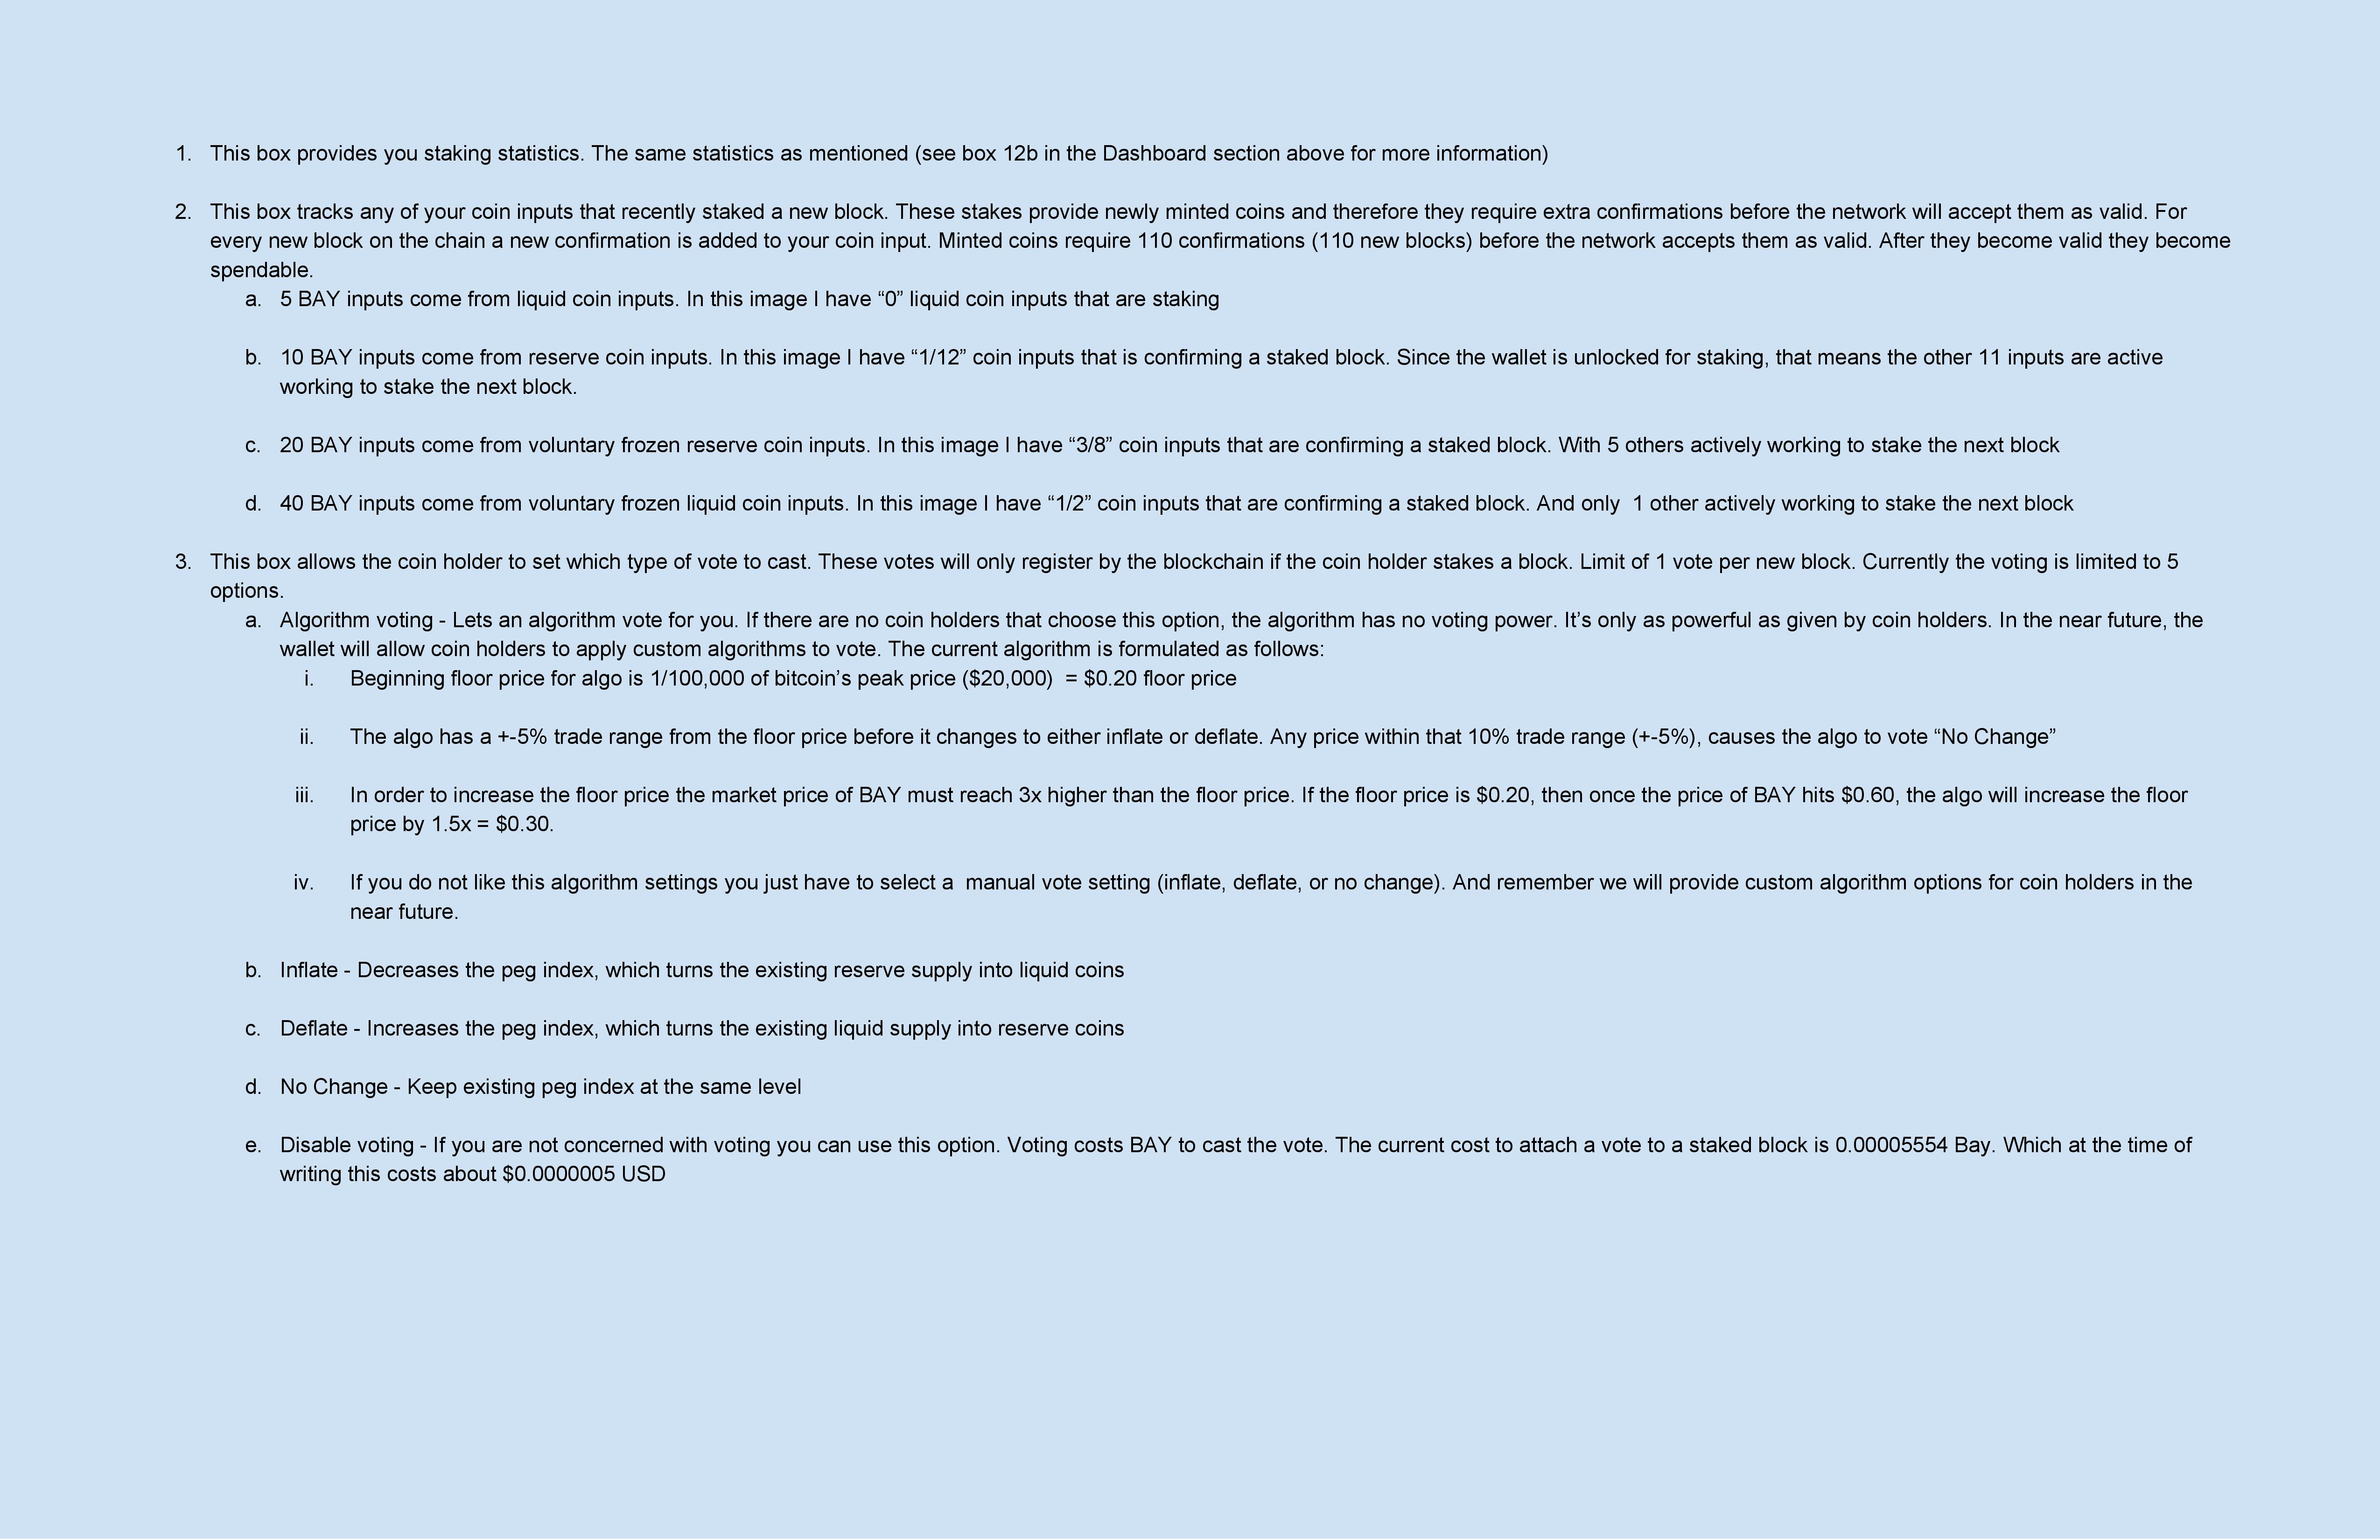 1. This box provides you staking statistics. The same statistics as mentioned (see box 12b in the Dashboard section above for more information)
2. This box tracks any of your coin inputs that recently staked a new block. These stakes provide newly minted coins and therefore they require extra confirmations before the network will accept them as valid. For
every new block on the chain a new confirmation is added to your coin input. Minted coins require 110 confirmations (110 new blocks) before the network accepts them as valid. After they become valid they become
spendable.
a. 5 BAY inputs come from liquid coin inputs. In this image I have “0” liquid coin inputs that are staking
b. 10 BAY inputs come from reserve coin inputs. In this image I have “1/12” coin inputs that is confirming a staked block. Since the wallet is unlocked for staking, that means the other 11 inputs are active
working to stake the next block.
c. 20 BAY inputs come from voluntary frozen reserve coin inputs. In this image I have “3/8” coin inputs that are confirming a staked block. With 5 others actively working to stake the next block
d. 40 BAY inputs come from voluntary frozen liquid coin inputs. In this image I have “1/2” coin inputs that are confirming a staked block. And only  1 other actively working to stake the next block
3. This box allows the coin holder to set which type of vote to cast. These votes will only register by the blockchain if the coin holder stakes a block. Limit of 1 vote per new block. Currently the voting is limited to 5
options.
a. Algorithm voting - Lets an algorithm vote for you. If there are no coin holders that choose this option, the algorithm has no voting power. It’s only as powerful as given by coin holders. In the near future, the
wallet will allow coin holders to apply custom algorithms to vote. The current algorithm is formulated as follows:
i. Beginning floor price for algo is 1/100,000 of bitcoin’s peak price ($20,000)  = $0.20 floor price
ii. The algo has a +-5% trade range from the floor price before it changes to either inflate or deflate. Any price within that 10% trade range (+-5%), causes the algo to vote “No Change”
iii. In order to increase the floor price the market price of BAY must reach 3x higher than the floor price. If the floor price is $0.20, then once the price of BAY hits $0.60, the algo will increase the floor
price by 1.5x = $0.30.
iv. If you do not like this algorithm settings you just have to select a  manual vote setting (inflate, deflate, or no change). And remember we will provide custom algorithm options for coin holders in the
near future.
b. Inflate - Decreases the peg index, which turns the existing reserve supply into liquid coins
c. Deflate - Increases the peg index, which turns the existing liquid supply into reserve coins
d. No Change - Keep existing peg index at the same level
e. Disable voting - If you are not concerned with voting you can use this option. Voting costs BAY to cast the vote. The current cost to attach a vote to a staked block is 0.00005554 Bay. Which at the time of
writing this costs about $0.0000005 USD